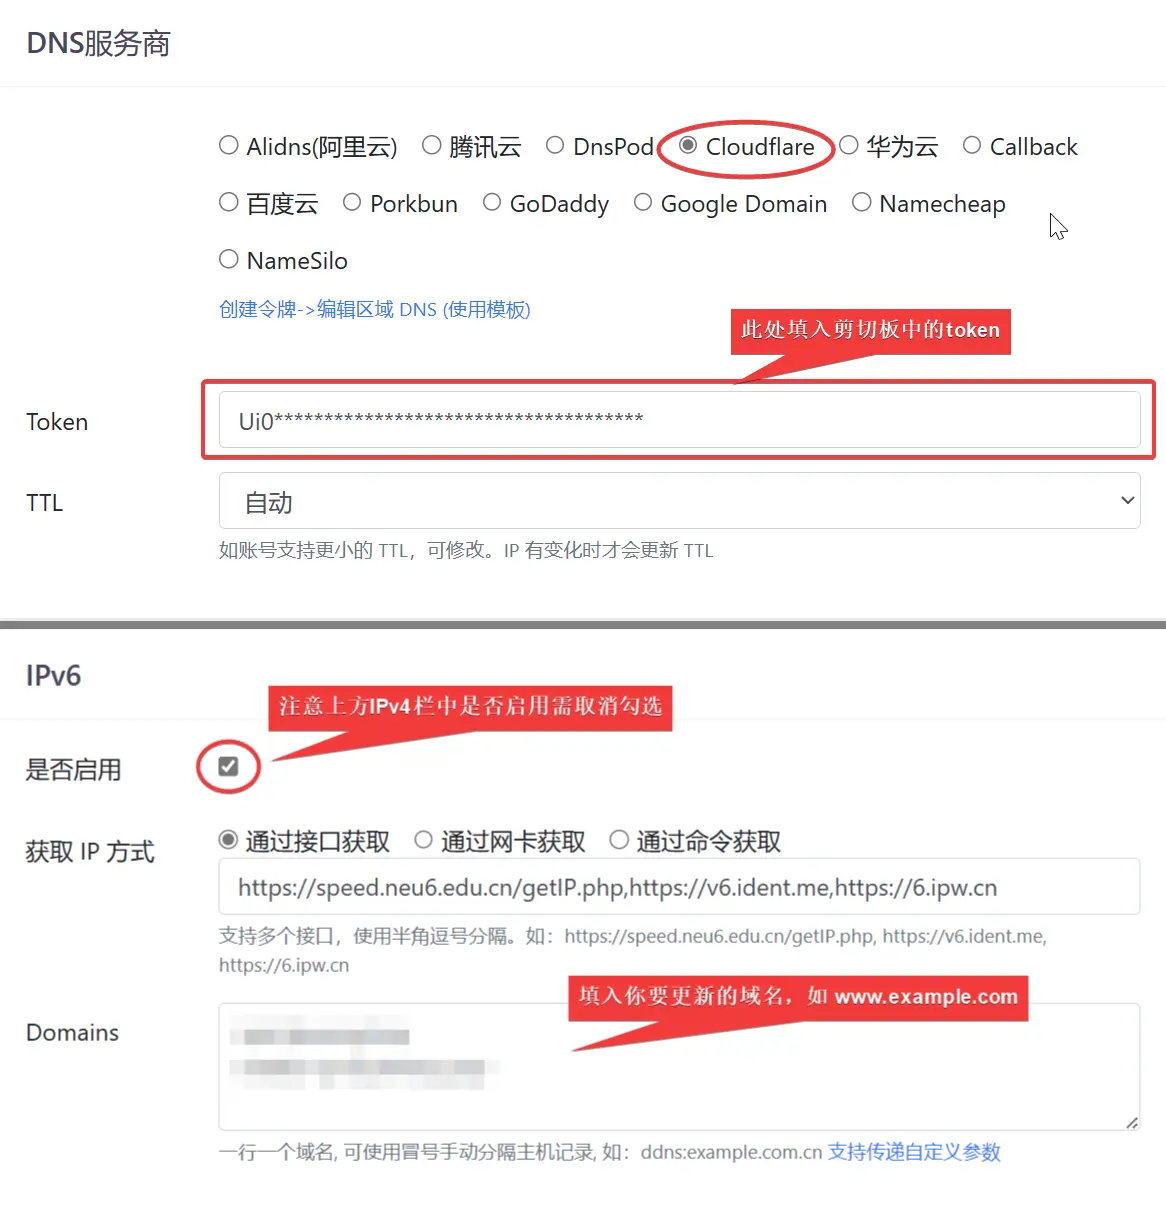 DNS服务商
Alidns(阿里云) 腾讯云 DnsPod Cloudflare 华为云 Callback
百度云 Porkbun GoDaddy Google Domain Namecheap
NameSilo
创建令牌->编辑区域 DNS (使用模板)
此处填入剪切板中的token
Token
Ui0*************************************
TTL
自动
如账号支持更小的 TTL，可修改。IP 有变化时才会更新 TTL
IPv6
注意上方IPv4栏中是否启用需取消勾选
是否启用
获取 IP 方式
通过接口获取 通过网卡获取 通过命令获取
https://speed.neu6.edu.cn/getIP.php,https://v6.ident.me,https://6.ipw.cn
支持多个接口，使用半角逗号分隔。如：https://speed.neu6.edu.cn/getIP.php, https://v6.ident.me,
https://6.ipw.cn
填入你要更新的域名，如 www.example.com
Domains
一行一个域名, 可使用冒号手动分隔主机记录, 如：ddns:example.com.cn 支持传递自定义参数